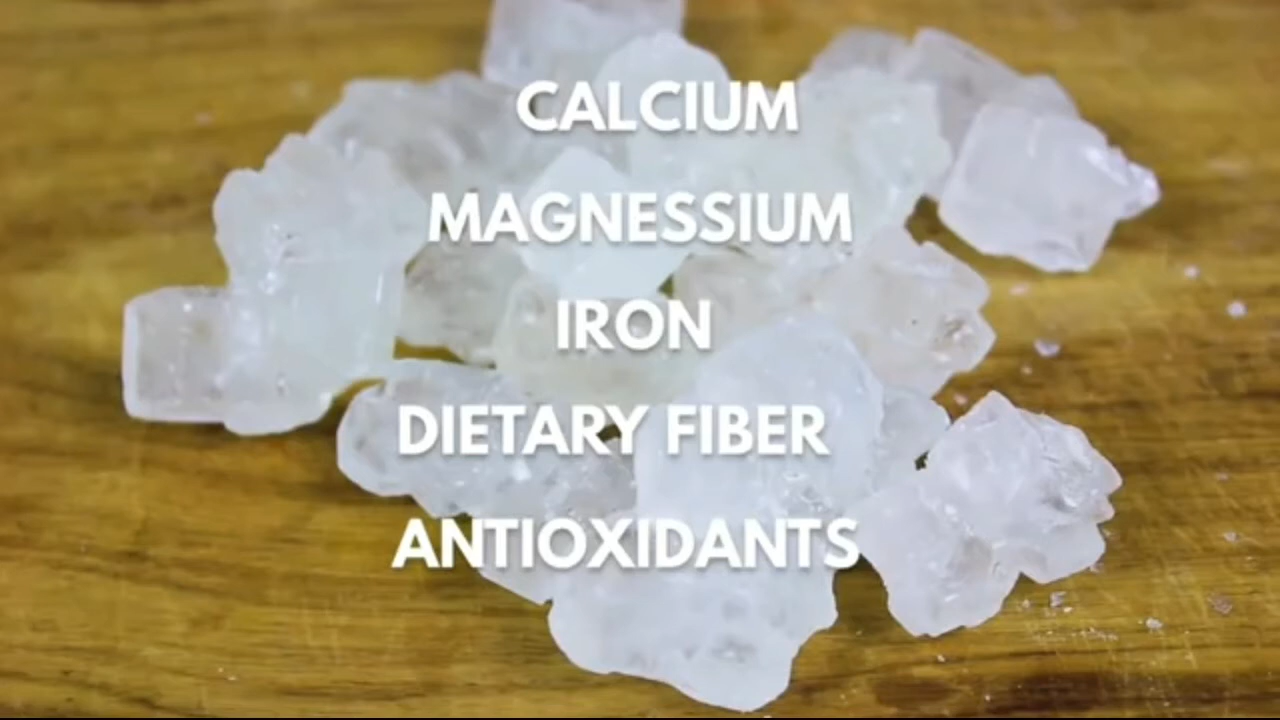 CALCIUM
MAGNESSIUM
IRON
DIETARY FIBER
ANTIOXIDANTS